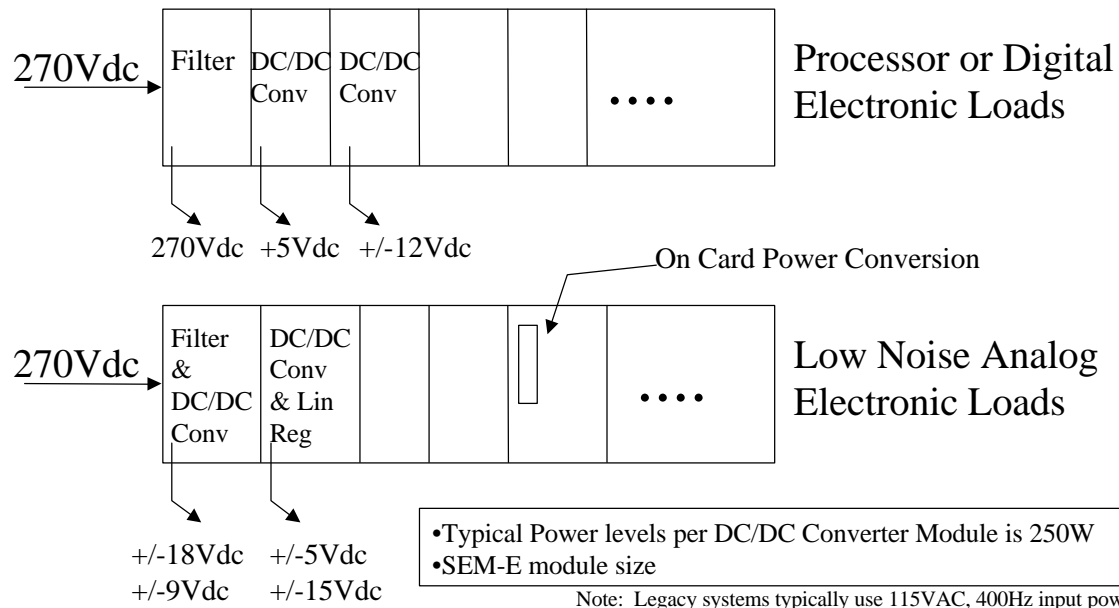 270Vdc
Filter
DC/DC
Conv
DC/DC
Conv
Processor or Digital
Electronic Loads
270Vdc
+5Vdc
+/-12Vdc
On Card Power Conversion
270Vdc
Filter
&
DC/DC
Conv
DC/DC
Conv
& Lin
Reg
Low Noise Analog
Electronic Loads
+/-18Vdc
+/-9Vdc
+/-5Vdc
+/-15Vdc
•Typical Power levels per DC/DC Converter Module is 250W
•SEM-E module size
Note: Legacy systems typically use 115VAC, 400Hz input pow